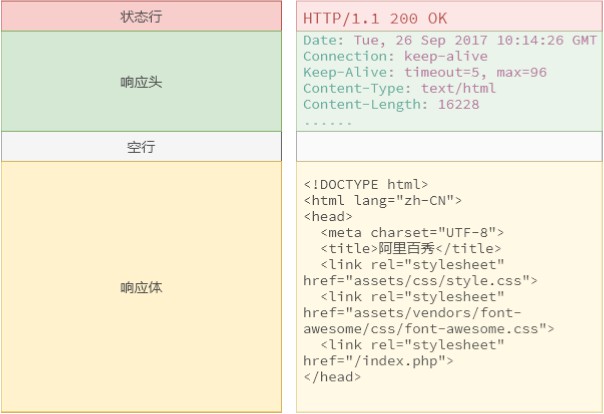 状态行
HTTP/1.1 200 OK
响应头
Date: Tue, 26 Sep 2017 10:14:26 GMT
Connection: keep-alive
Keep-Alive: timeout=5, max=96
Content-Type: text/html
Content-Length: 16228
......
空行
响应体
<!DOCTYPE html>
<html lang="zh-CN">
<head>
  <meta charset="UTF-8">
  <title>阿里百秀</title>
  <link rel="stylesheet"
href="assets/css/style.css">
  <link rel="stylesheet"
href="assets/vendors/font-
awesome/css/font-awesome.css">
  <link rel="stylesheet"
href="/index.php">
</head>